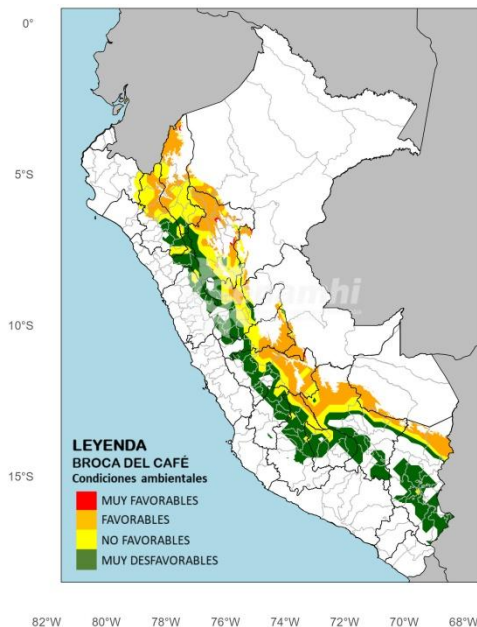 0°
5°S
10°S
15°S
senamhi
LEYENDA
BROCA DEL CAFÉ
Condiciones ambientales
MUY FAVORABLES
FAVORABLES
NO FAVORABLES
MUY DESFAVORABLES
82°W 80°W 78°W 76°W 74°W 72°W 70°W 68°W